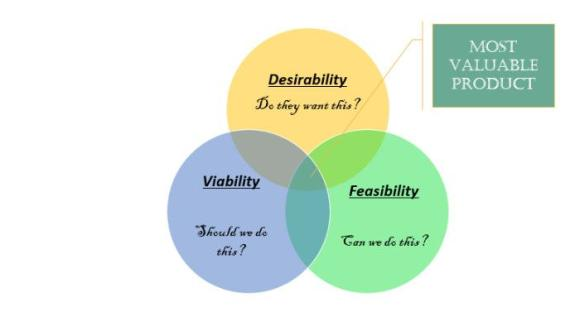 MOST
VALUABLE
PRODUCT
Desirability
Do they want this?
Viability
Should we do
this?
Feasibility
Can we do this?